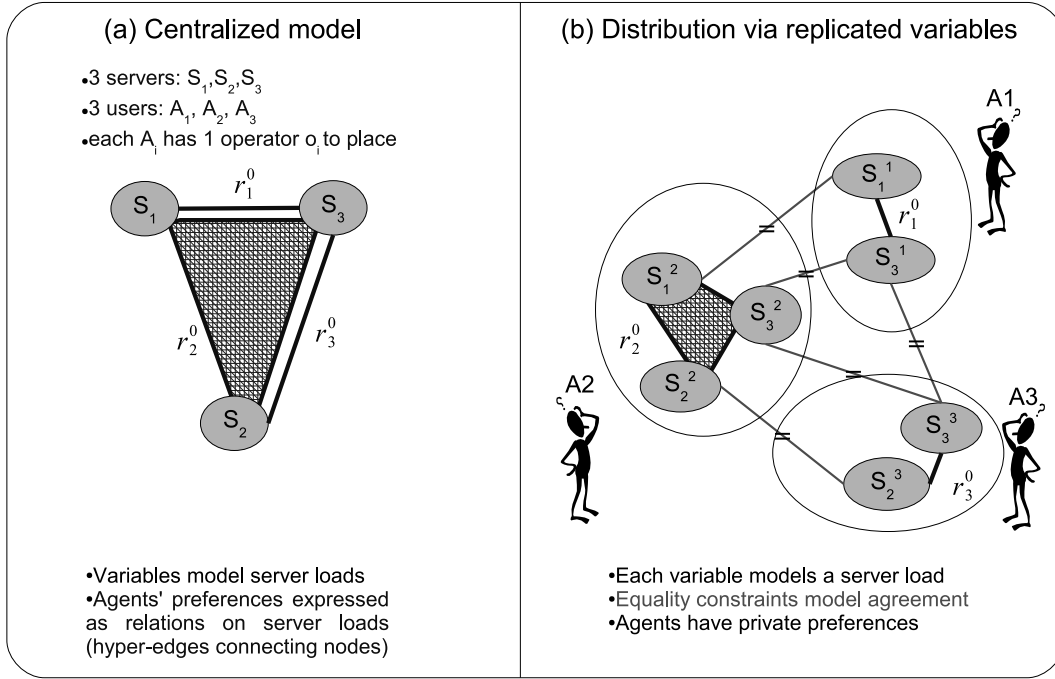 (a) Centralized model
•3 servers: S₁,S₂,S₃
•3 users: A₁, A₂, A₃
•each Aᵢ has 1 operator oᵢ to place
r₁⁰
S₁
S₃
r₂⁰
r₃⁰
S₂
•Variables model server loads
•Agents' preferences expressed
as relations on server loads
(hyper-edges connecting nodes)
(b) Distribution via replicated variables
A1
?
S₁¹
r₁⁰
S₃¹
=
=
S₁²
S₃²
r₂⁰
S₂²
=
=
=
A2
?
A3
?
S₃³
S₂³
r₃⁰
•Each variable models a server load
•Equality constraints model agreement
•Agents have private preferences